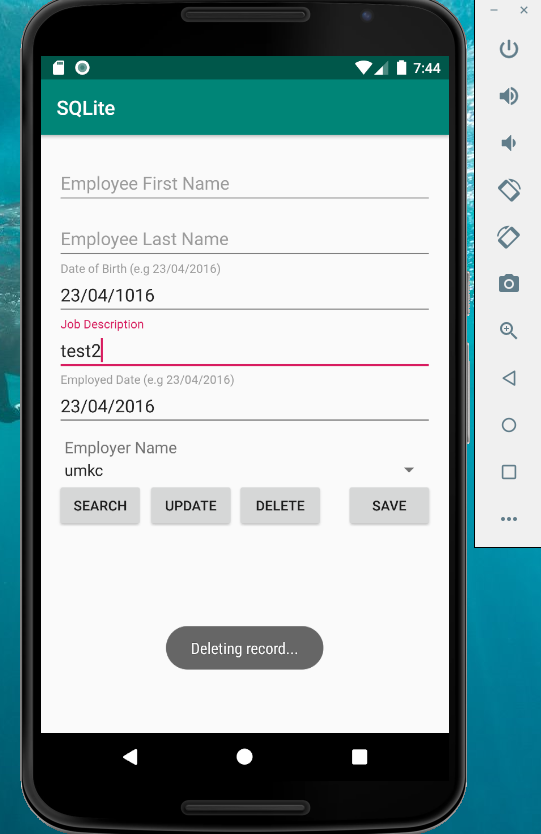 7:44
SQLite
Employee First Name
Employee Last Name
Date of Birth (e.g 23/04/2016)
23/04/1016
Job Description
test2
Employed Date (e.g 23/04/2016)
23/04/2016
Employer Name
umkc
SEARCH UPDATE DELETE SAVE
Deleting record...